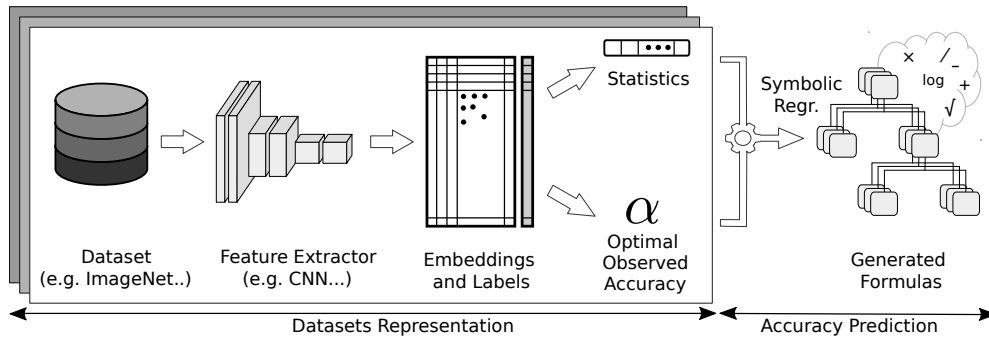 Statistics
α
Optimal
Observed
Accuracy
Dataset
(e.g. ImageNet..)
Feature Extractor
(e.g. CNN...)
Embeddings
and Labels
Symbolic
Regr.
× / -
log +
√
Generated
Formulas
Datasets Representation
Accuracy Prediction